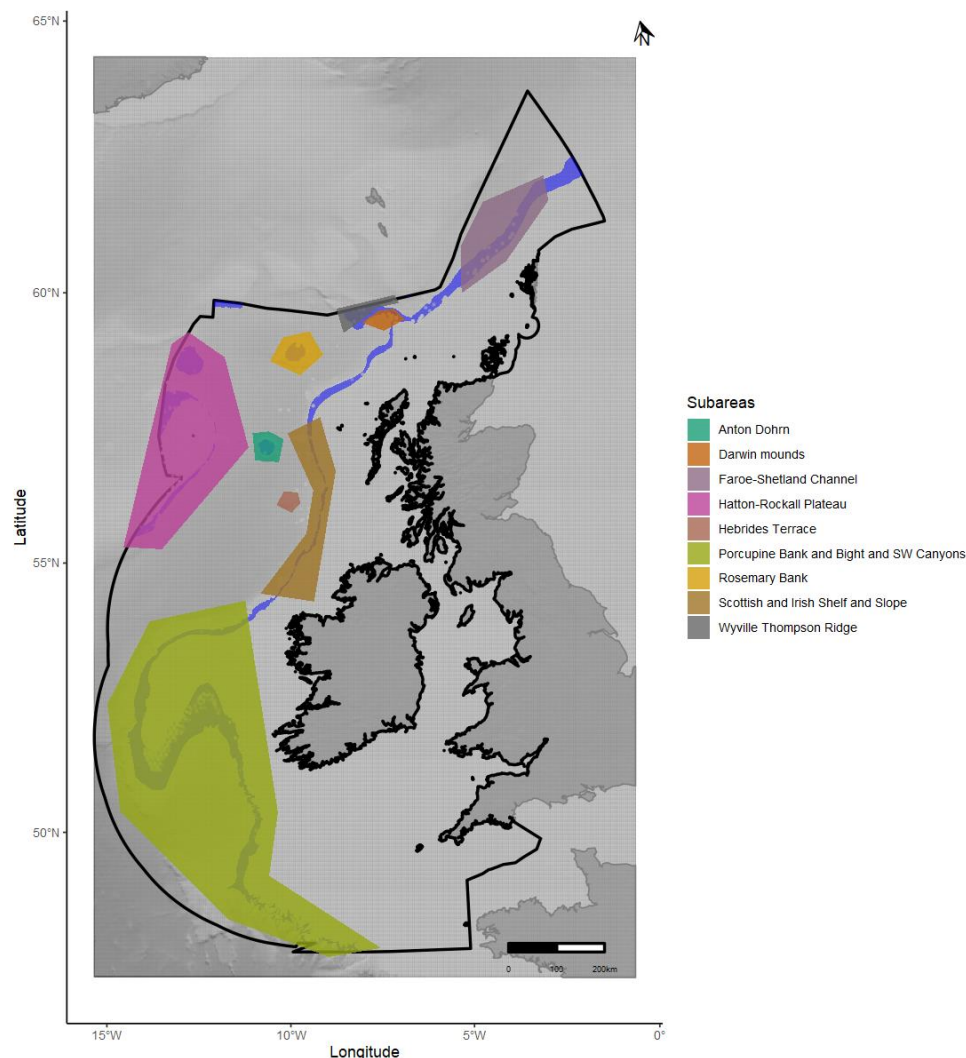 65°N
N
60°N
55°N
50°N
Latitude
0 100 200km
15°W 10°W 5°W 0°
Longitude
Subareas
Anton Dohrn
Darwin mounds
Faroe-Shetland Channel
Hatton-Rockall Plateau
Hebrides Terrace
Porcupine Bank and Bight and SW Canyons
Rosemary Bank
Scottish and Irish Shelf and Slope
Wyville Thompson Ridge